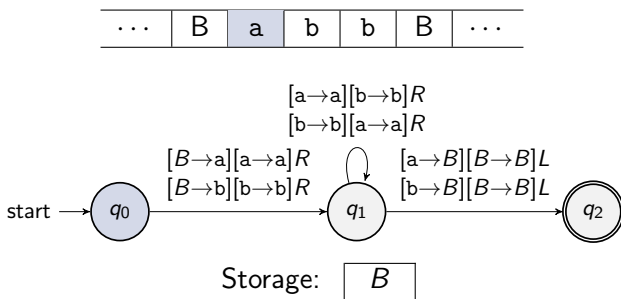 ··· B a b b B ···
[a→a][b→b]R
[b→b][a→a]R
[B→a][a→a]R [a→B][B→B]L
[B→b][b→b]R [b→B][B→B]L
start q0 q1 q2
Storage: B